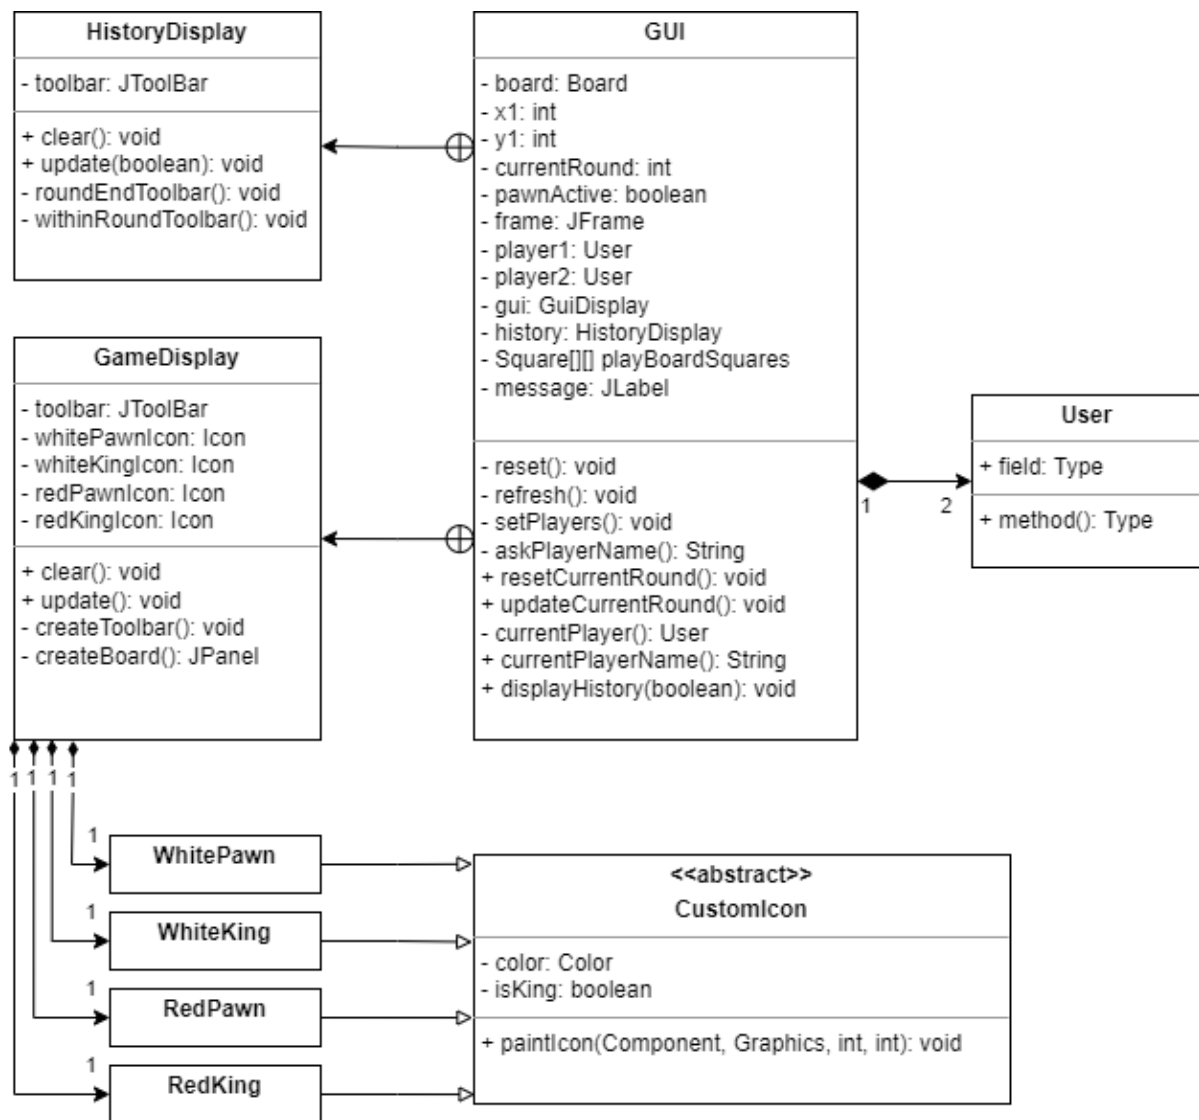 HistoryDisplay
- toolbar: JToolBar
+ clear(): void
+ update(boolean): void
- roundEndToolbar(): void
- withinRoundToolbar(): void
GUI
- board: Board
- x1: int
- y1: int
- currentRound: int
- pawnActive: boolean
- frame: JFrame
- player1: User
- player2: User
- gui: GuiDisplay
- history: HistoryDisplay
- Square[][] playBoardSquares
- message: JLabel
- reset(): void
- refresh(): void
- setPlayers(): void
- askPlayerName(): String
+ resetCurrentRound(): void
+ updateCurrentRound(): void
- currentPlayer(): User
+ currentPlayerName(): String
+ displayHistory(boolean): void
GameDisplay
- toolbar: JToolBar
- whitePawnIcon: Icon
- whiteKingIcon: Icon
- redPawnIcon: Icon
- redKingIcon: Icon
+ clear(): void
+ update(): void
- createToolbar(): void
- createBoard(): JPanel
1 2
User
+ field: Type
+ method(): Type
1 1 1 1
1
WhitePawn
1
WhiteKing
1
RedPawn
1
RedKing
<<abstract>>
CustomIcon
- color: Color
- isKing: boolean
+ paintIcon(Component, Graphics, int, int): void